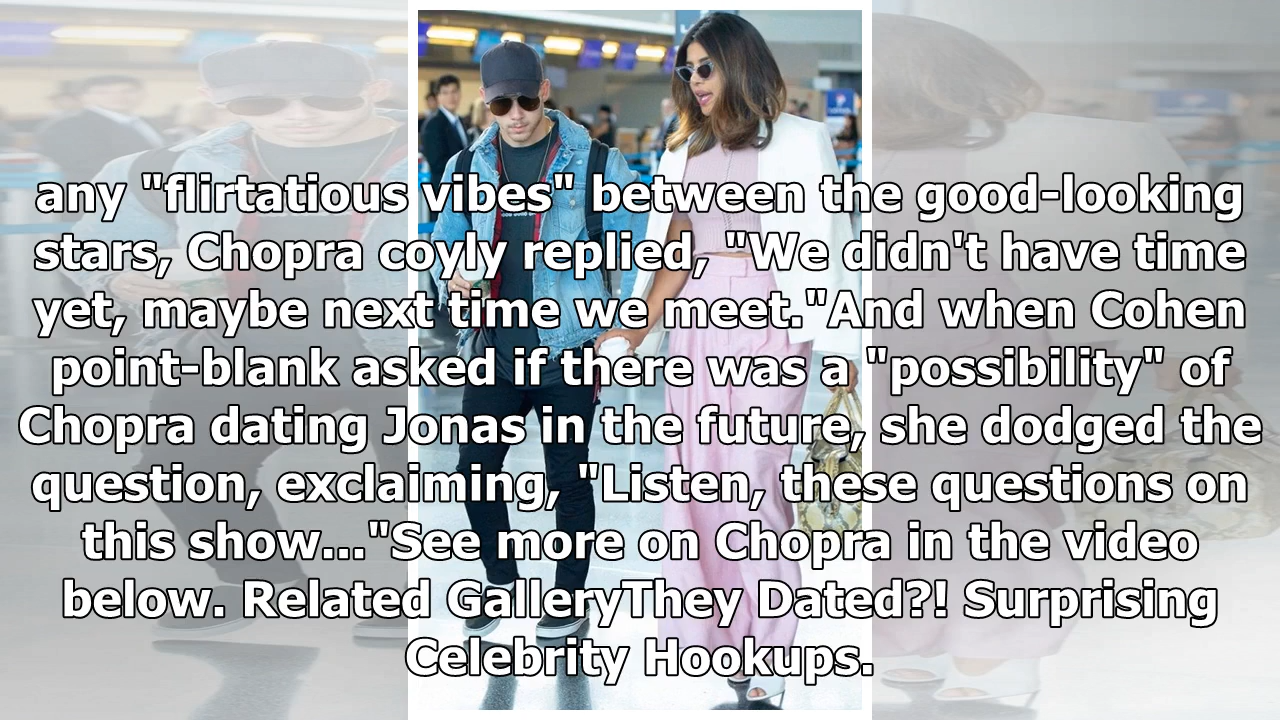 any "flirtatious vibes" between the good-looking
stars, Chopra coyly replied, "We didn't have time
yet, maybe next time we meet."And when Cohen
point-blank asked if there was a "possibility" of
Chopra dating Jonas in the future, she dodged the
question, exclaiming, "Listen, these questions on
this show..."See more on Chopra in the video
below. Related GalleryThey Dated?! Surprising
Celebrity Hookups.